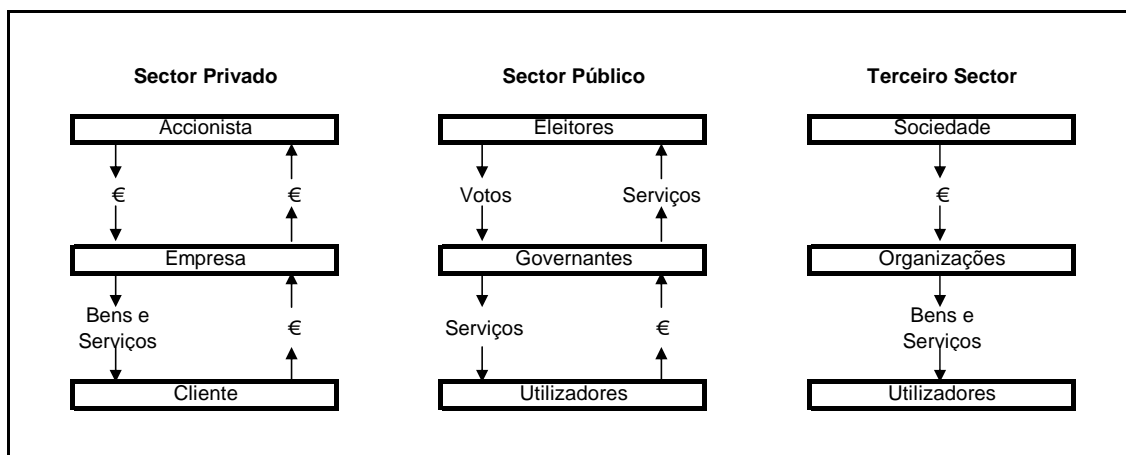 Sector Privado
Accionista
€ €
Empresa
Bens e
Serviços
€
Cliente
Sector Público
Eleitores
Votos Serviços
Governantes
Serviços €
Utilizadores
Terceiro Sector
Sociedade
€
Organizações
Bens e
Serviços
Utilizadores